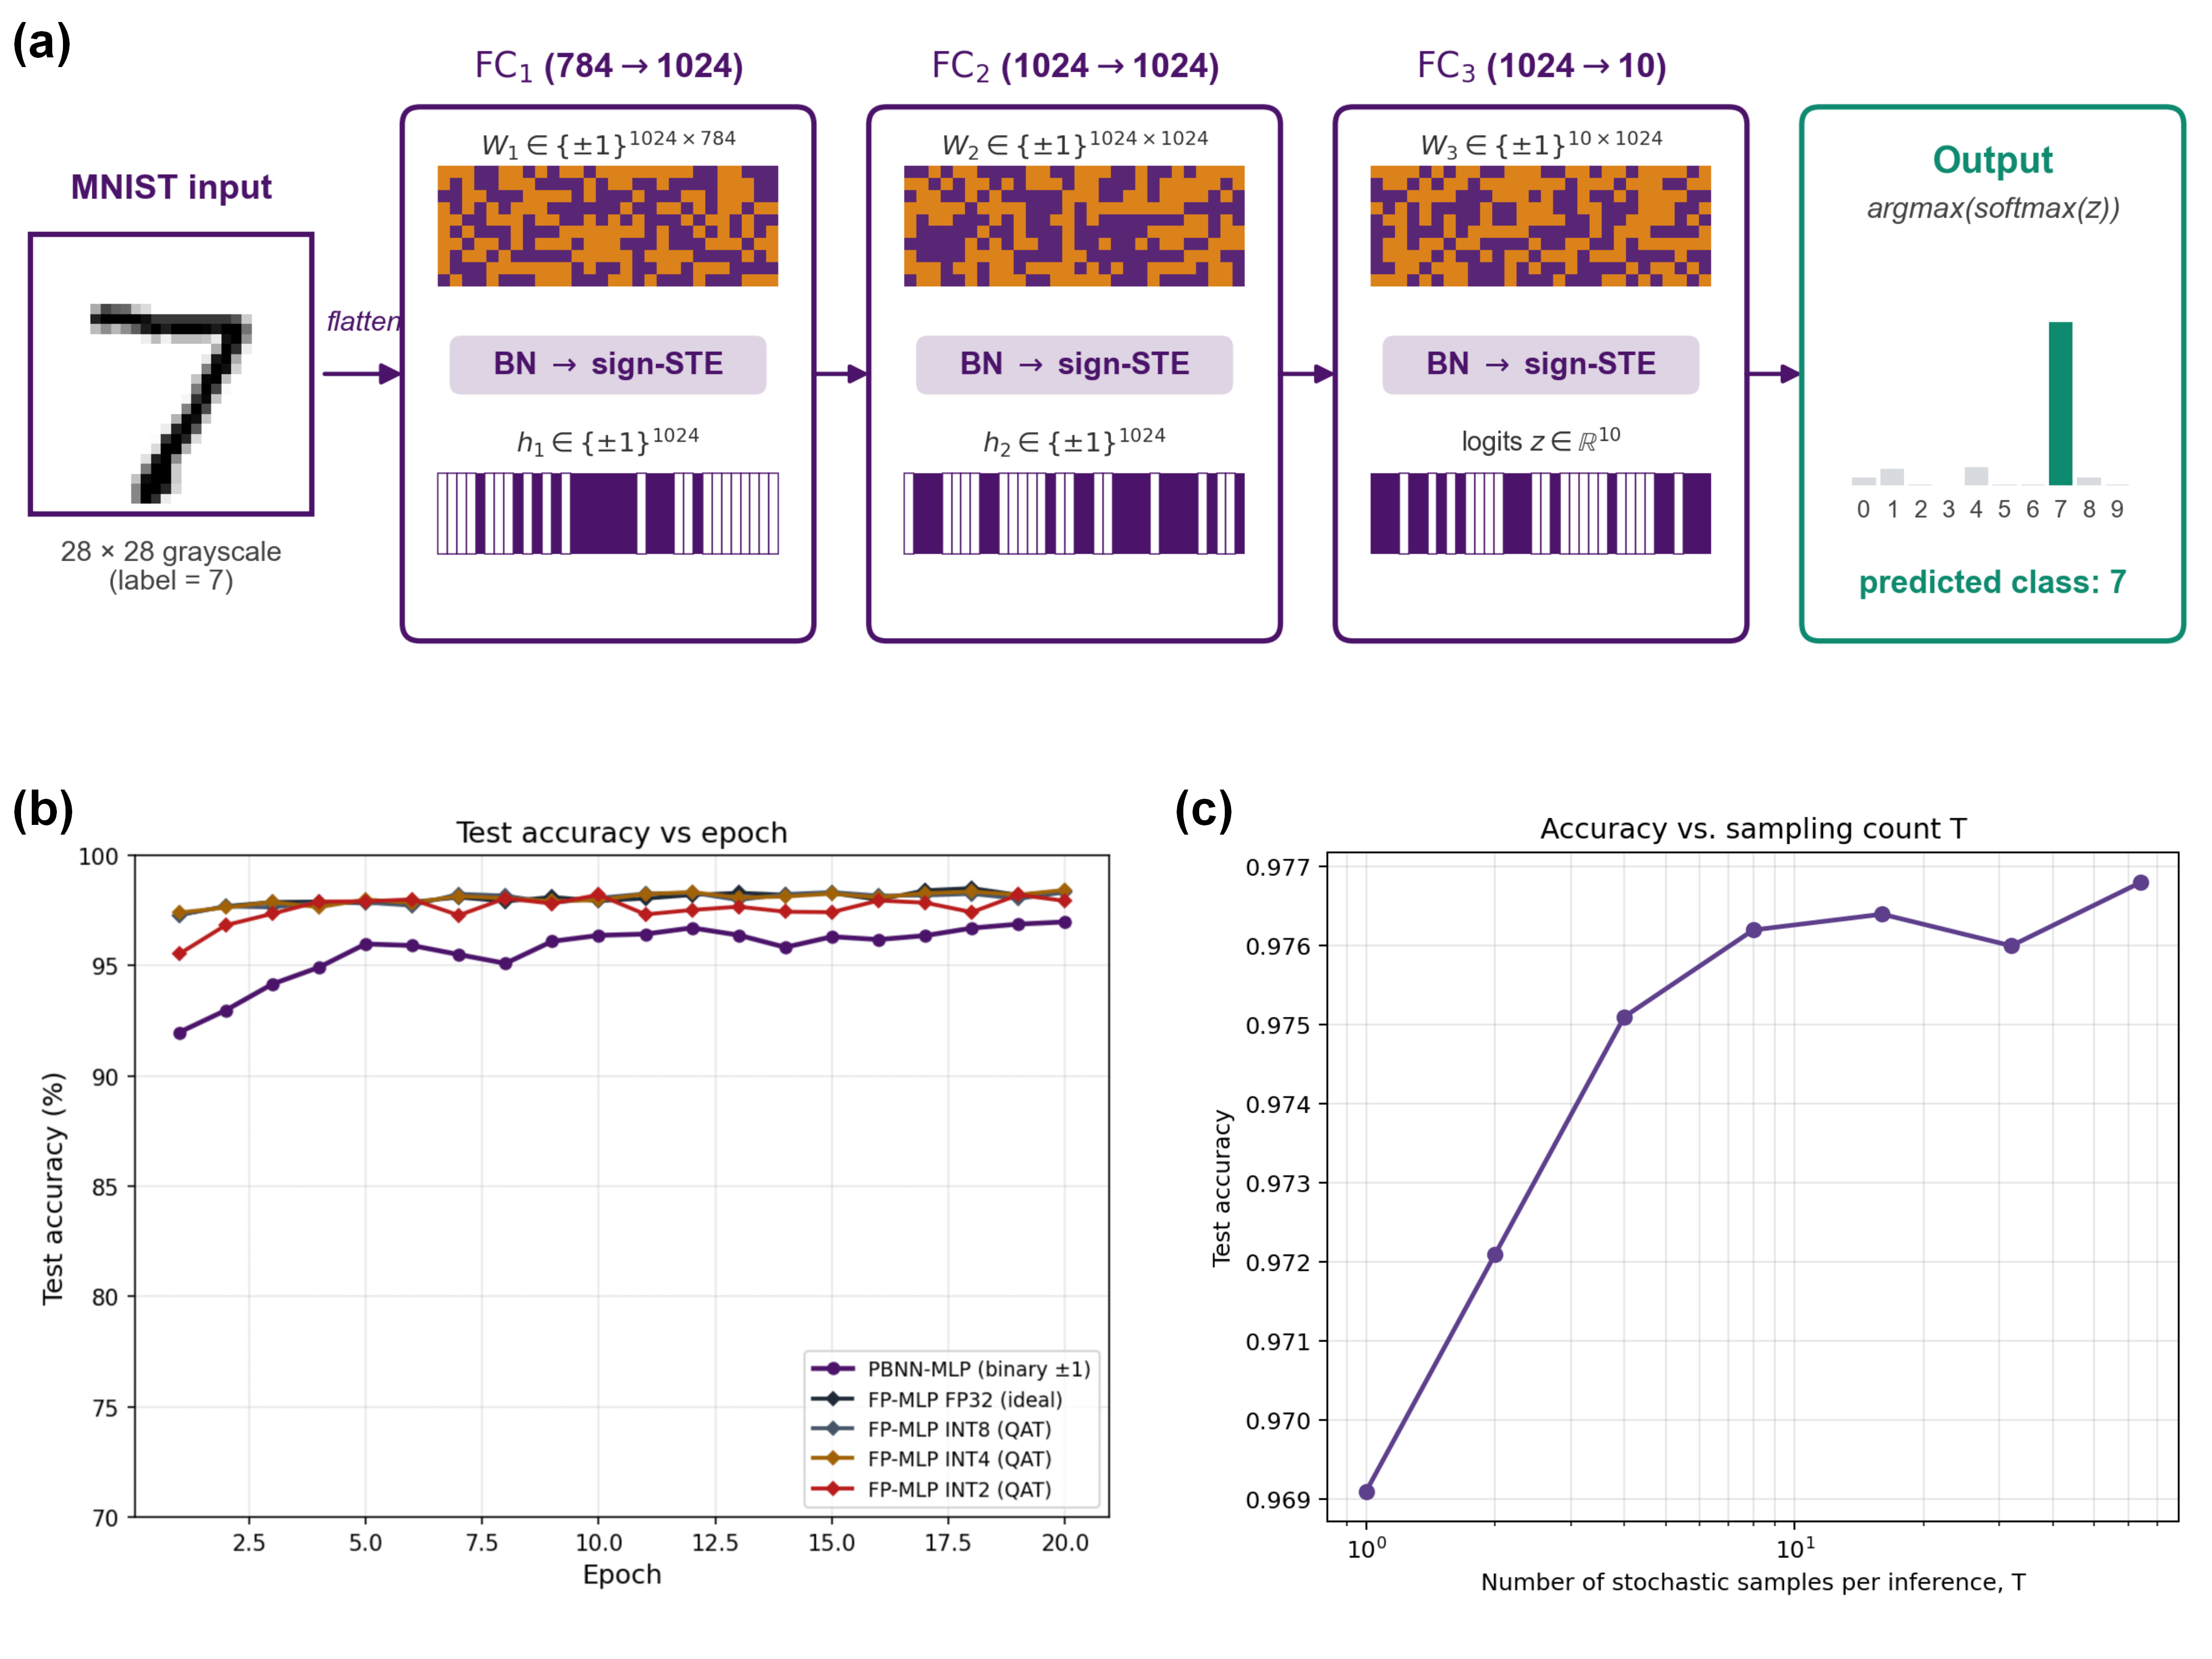 (a)
MNIST input
28 × 28 grayscale
(label = 7)
flatten
FC₁ (784→1024)
W₁ ∈ {±1}¹⁰²⁴ ˣ ⁷⁸⁴
BN → sign-STE
h₁ ∈ {±1}¹⁰²⁴
FC₂ (1024→1024)
W₂ ∈ {±1}¹⁰²⁴ ˣ ¹⁰²⁴
BN → sign-STE
h₂ ∈ {±1}¹⁰²⁴
FC₃ (1024→10)
W₃ ∈ {±1}¹⁰ ˣ ¹⁰²⁴
BN → sign-STE
logits z ∈ ℝ¹⁰
Output
argmax(softmax(z))
0 1 2 3 4 5 6 7 8 9
predicted class: 7
(b)
Test accuracy vs epoch
Test accuracy (%)
100
95
90
85
80
75
70
2.5 5.0 7.5 10.0 12.5 15.0 17.5 20.0
Epoch
PBNN-MLP (binary ±1)
FP-MLP FP32 (ideal)
FP-MLP INT8 (QAT)
FP-MLP INT4 (QAT)
FP-MLP INT2 (QAT)
(c)
Accuracy vs. sampling count T
Test accuracy
0.977
0.976
0.975
0.974
0.973
0.972
0.971
0.970
0.969
10⁰ 10¹
Number of stochastic samples per inference, T